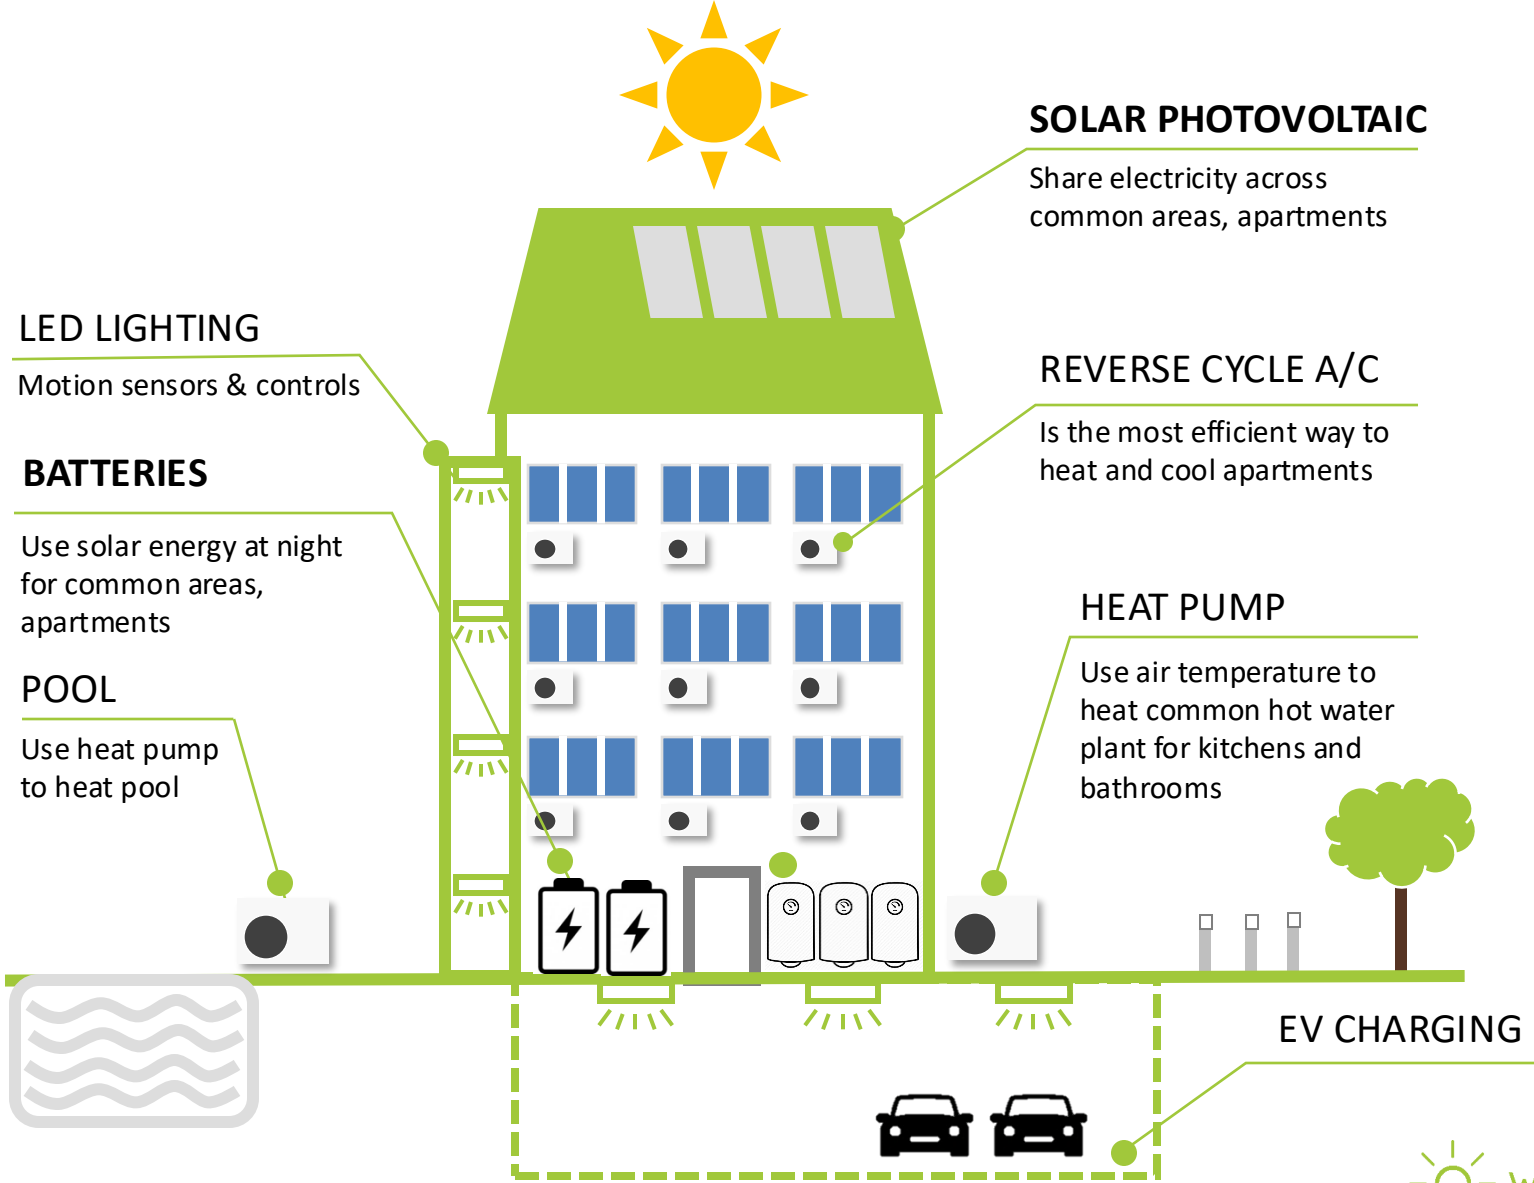 SOLAR PHOTOVOLTAIC
Share electricity across
common areas, apartments
LED LIGHTING
Motion sensors & controls
REVERSE CYCLE A/C
Is the most efficient way to
heat and cool apartments
BATTERIES
Use solar energy at night
for common areas,
apartments
HEAT PUMP
Use air temperature to
heat common hot water
plant for kitchens and
bathrooms
POOL
Use heat pump
to heat pool
EV CHARGING